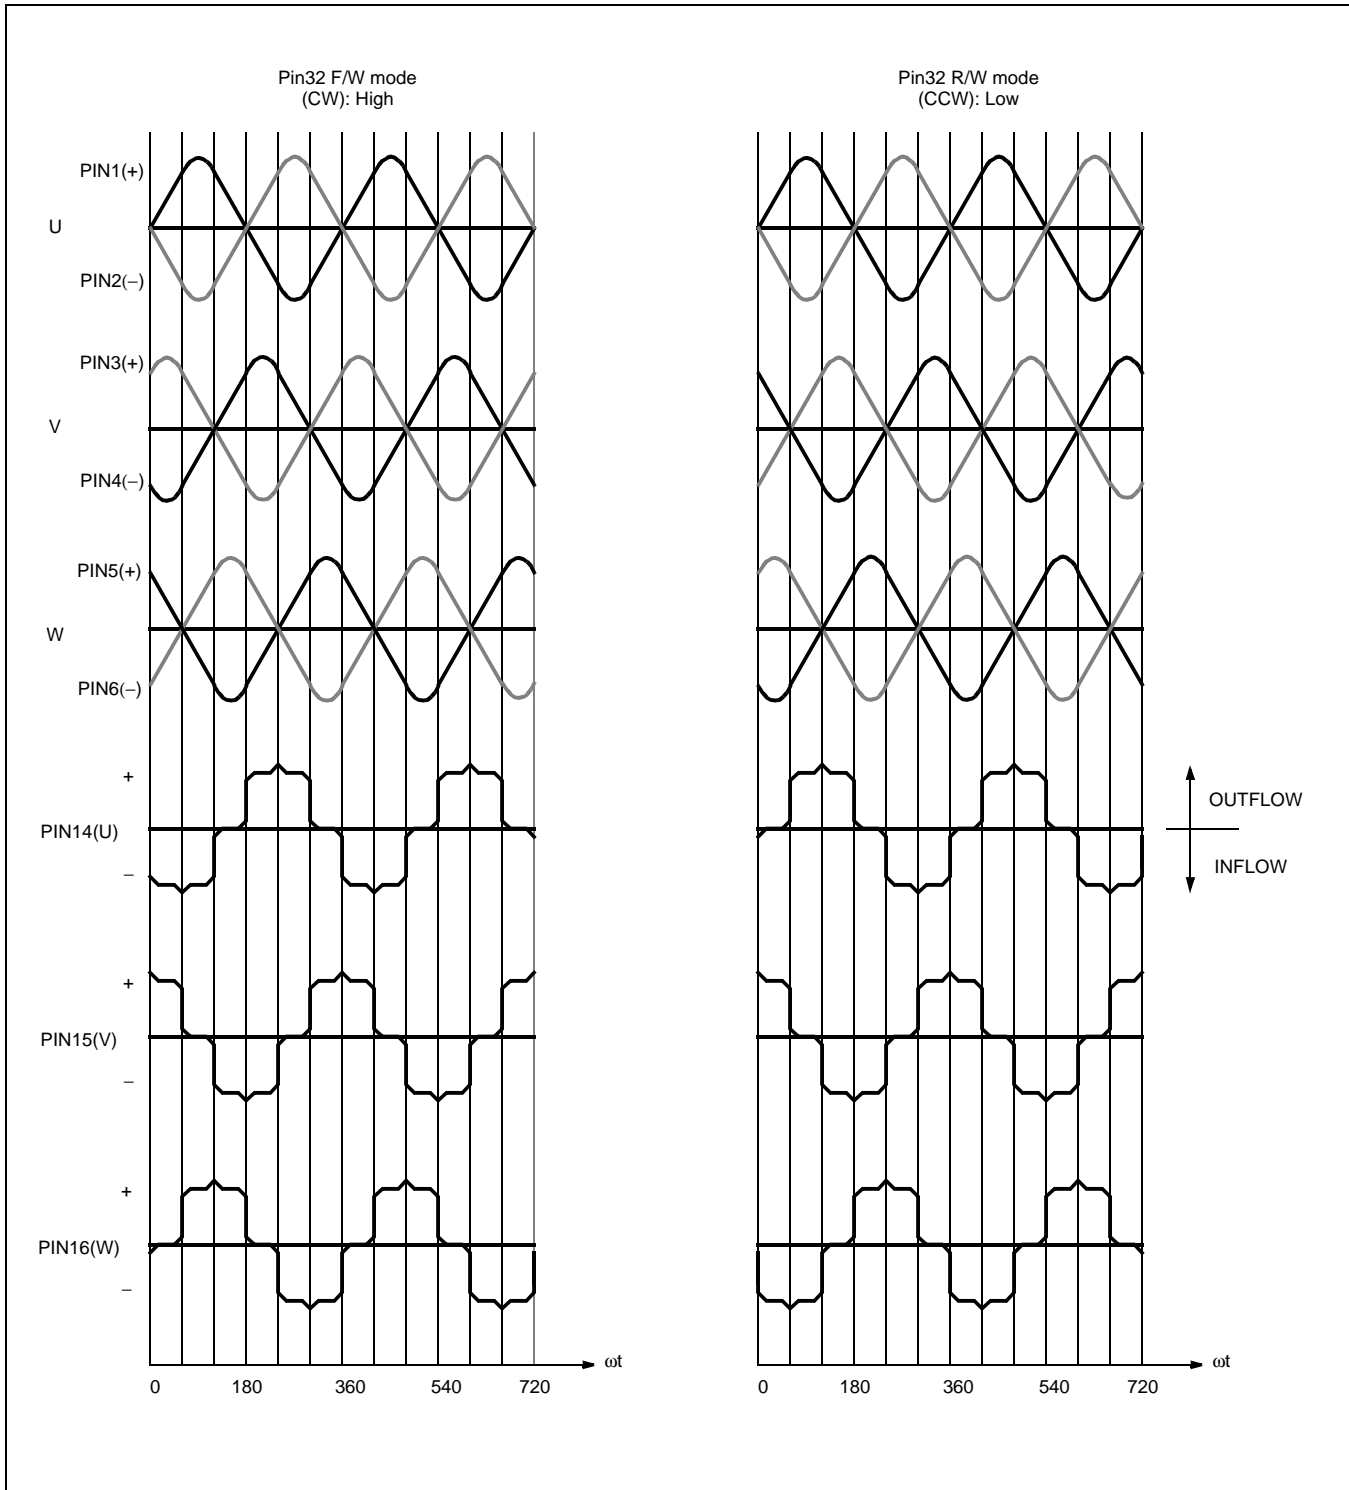 Pin32 F/W mode
(CW): High
Pin32 R/W mode
(CCW): Low
PIN1(+)
U
PIN2(−)
PIN3(+)
V
PIN4(−)
PIN5(+)
W
PIN6(−)
+
PIN14(U)
−
OUTFLOW
INFLOW
+
PIN15(V)
−
+
PIN16(W)
−
ωt
0 180 360 540 720
ωt
0 180 360 540 720